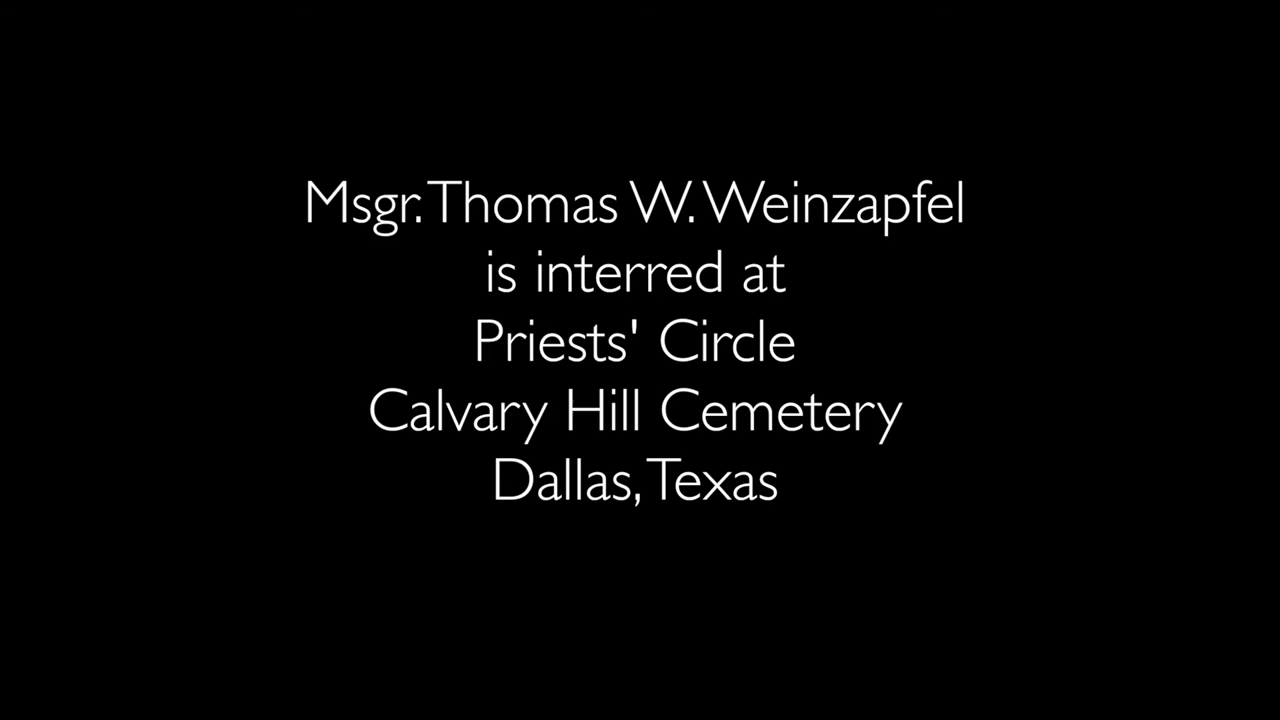 Msgr. Thomas W. Weinzapfel
is interred at
Priests' Circle
Calvary Hill Cemetery
Dallas, Texas